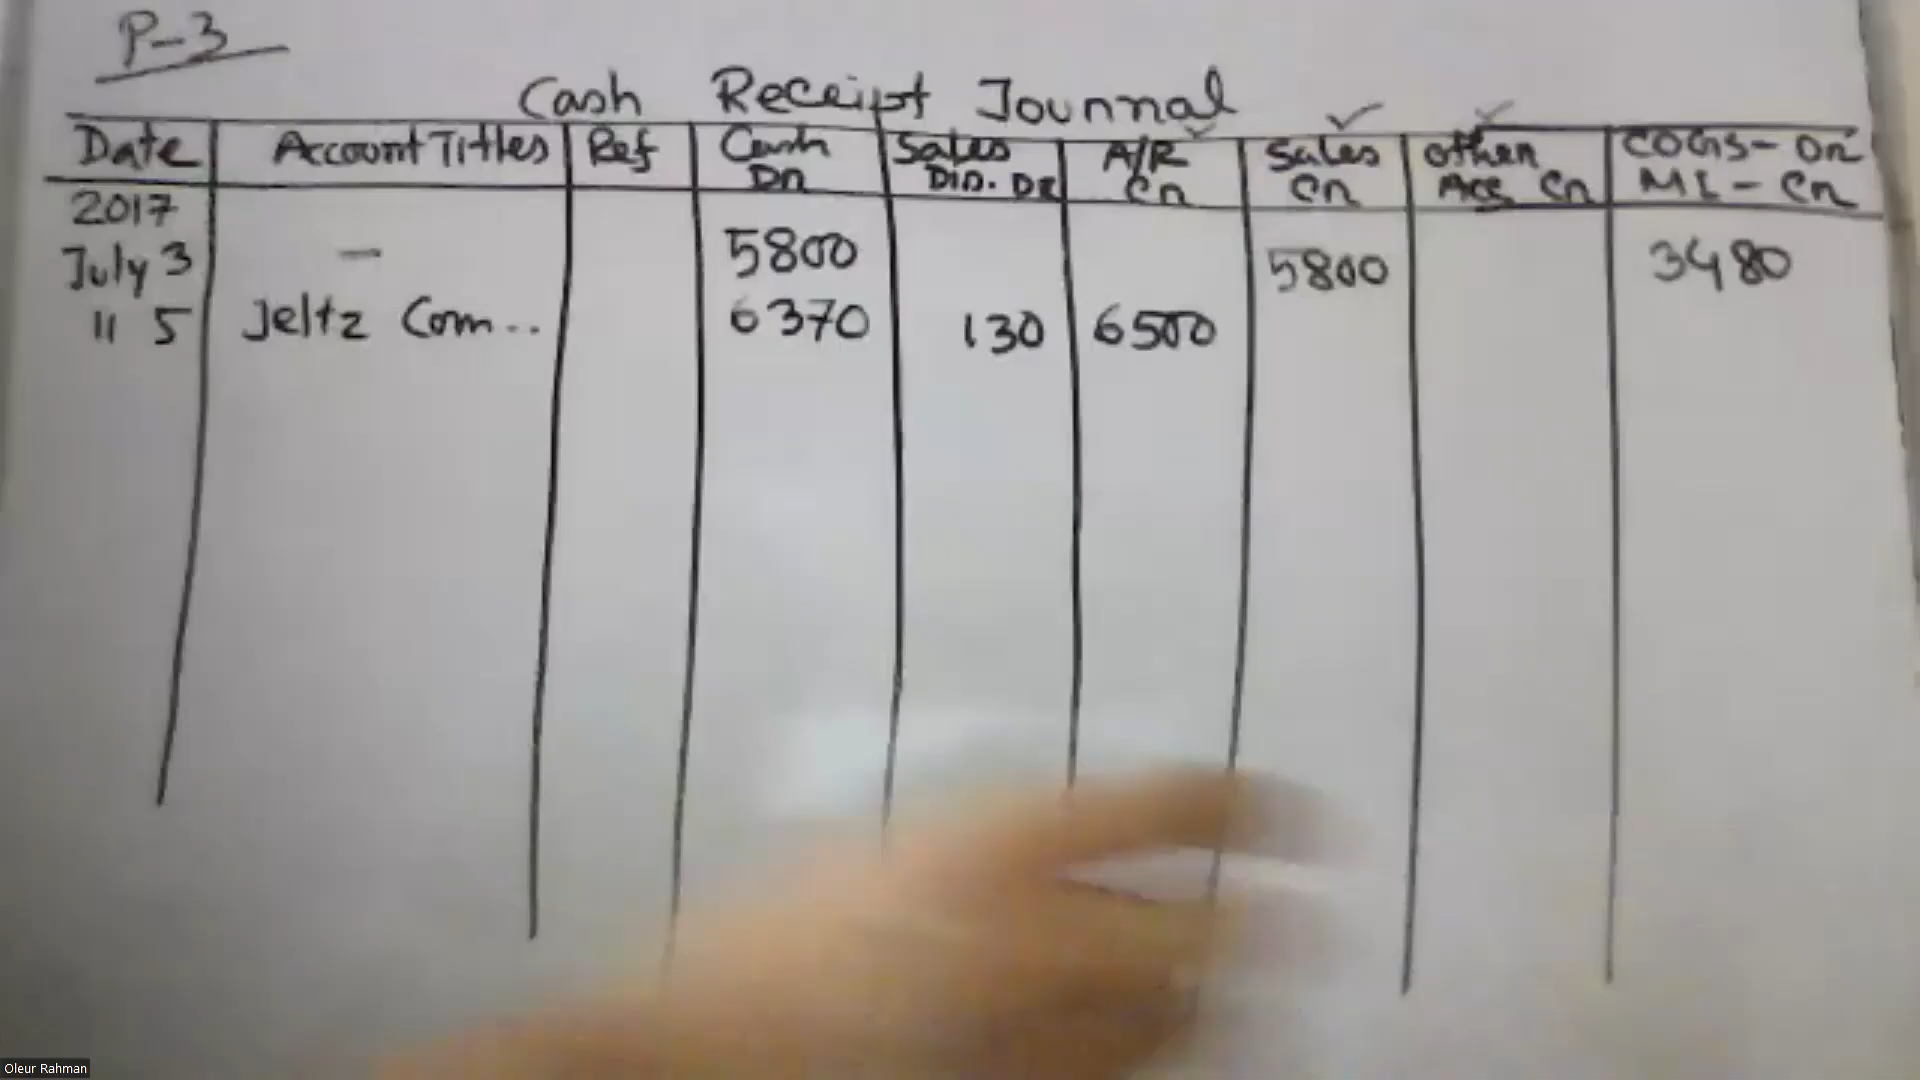 P-3
Cash Receipt Journal
Date Account Titles Ref Cash Dr Sales Dis. Dr A/R Cr Sales Cr Other Acc Cr COGS - Dr MI - Cr
2017
July 3 — 5800 5800 3480
11 5 Jeltz Com... 6370 130 6500
Oleur Rahman